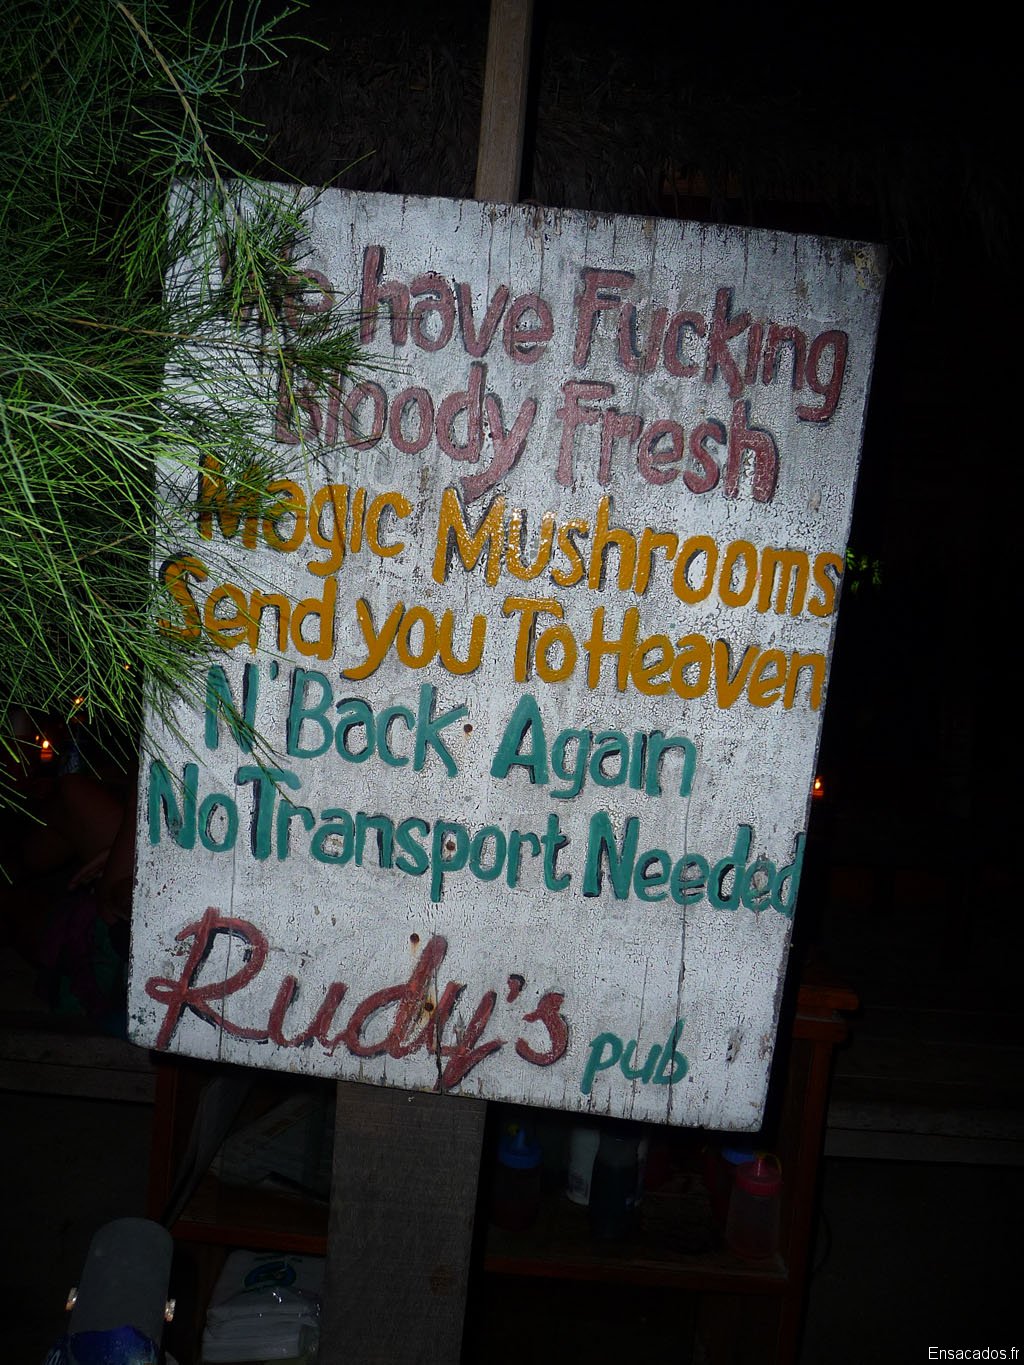 We have Fucking
Bloody Fresh
Magic Mushrooms
Send you To Heaven
N' Back Again
No Transport Needed
Rudy's pub
Ensacados.fr